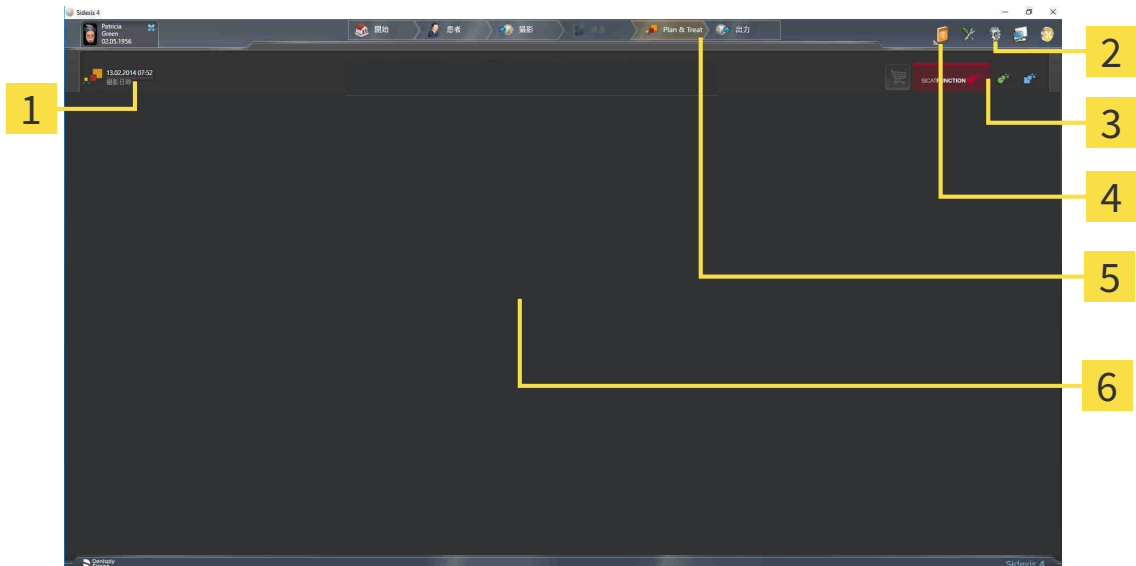 Sidexis 4
Patricia
Green
02.05.1956
開始
患者
撮影
Plan & Treat
出力
13.02.2014 07:52
撮影日時
SICAT FUNCTION
1
2
3
4
5
6
Dentsply
Sidexis 4